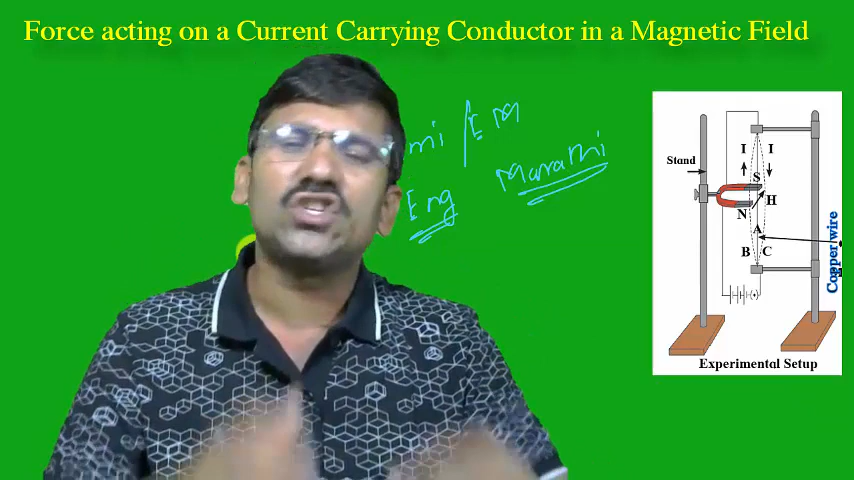 Force acting on a Current Carrying Conductor in a Magnetic Field
mi / EM
Eng Marathi
Stand
I I
S
H
N
A
B C
Copper wire
Experimental Setup